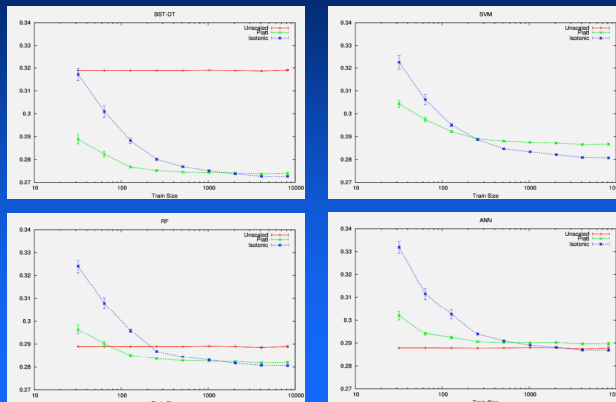 BST-DT
0.34
0.33
0.32
0.31
0.3
0.29
0.28
0.27
Unscaled
Platt
Isotonic
10
100
1000
10000
Train Size
SVM
0.34
0.33
0.32
0.31
0.3
0.29
0.28
0.27
Unscaled
Platt
Isotonic
10
100
1000
Train Size
RF
0.34
0.33
0.32
0.31
0.3
0.29
0.28
0.27
Unscaled
Platt
Isotonic
10
100
1000
10000
ANN
0.34
0.33
0.32
0.31
0.3
0.29
0.28
0.27
Unscaled
Platt
Isotonic
10
100
1000
Train Size